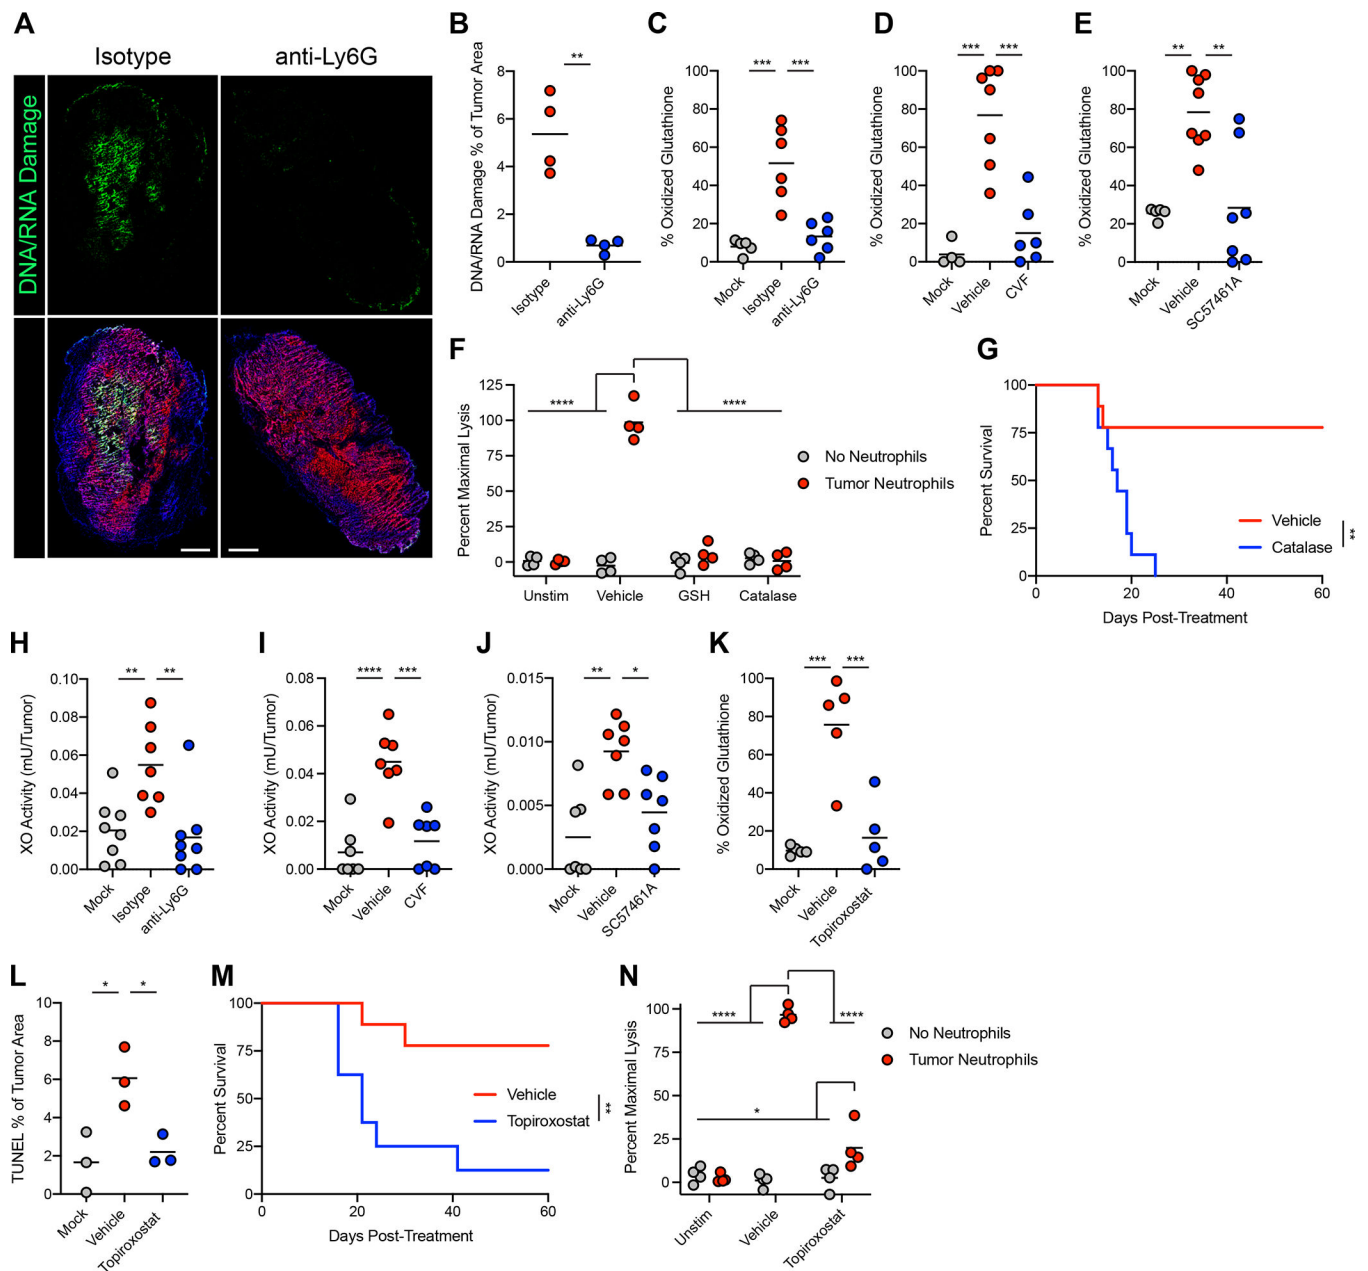 A
Isotype
anti-Ly6G
DNA/RNA Damage
B
DNA/RNA Damage % of Tumor Area
**
8
6
4
2
0
Isotype
anti-Ly6G
C
% Oxidized Glutathione
*** ***
100
80
60
40
20
0
Mock
Isotype
anti-Ly6G
D
% Oxidized Glutathione
*** ***
100
80
60
40
20
0
Mock
Vehicle
CVF
E
% Oxidized Glutathione
** **
100
80
60
40
20
0
Mock
Vehicle
SC57461A
F
Percent Maximal Lysis
125
100
75
50
25
0
**** ****
Unstim Vehicle GSH Catalase
No Neutrophils
Tumor Neutrophils
G
Percent Survival
100
75
50
25
0
0 20 40 60
Days Post-Treatment
Vehicle
Catalase
**
H
XO Activity (mU/Tumor)
** **
0.10
0.08
0.06
0.04
0.02
0.00
Mock
Isotype
anti-Ly6G
I
XO Activity (mU/Tumor)
**** ***
0.08
0.06
0.04
0.02
0.00
Mock
Vehicle
CVF
J
XO Activity (mU/Tumor)
** *
0.015
0.010
0.005
0.000
Mock
Vehicle
SC57461A
K
% Oxidized Glutathione
*** ***
100
80
60
40
20
0
Mock
Vehicle
Topiroxostat
L
TUNEL % of Tumor Area
* *
10
8
6
4
2
0
Mock
Vehicle
Topiroxostat
M
Percent Survival
100
75
50
25
0
0 20 40 60
Days Post-Treatment
Vehicle
Topiroxostat
**
N
Percent Maximal Lysis
100
75
50
25
0
**** ****
*
Unstim
Vehicle
Topiroxostat
No Neutrophils
Tumor Neutrophils